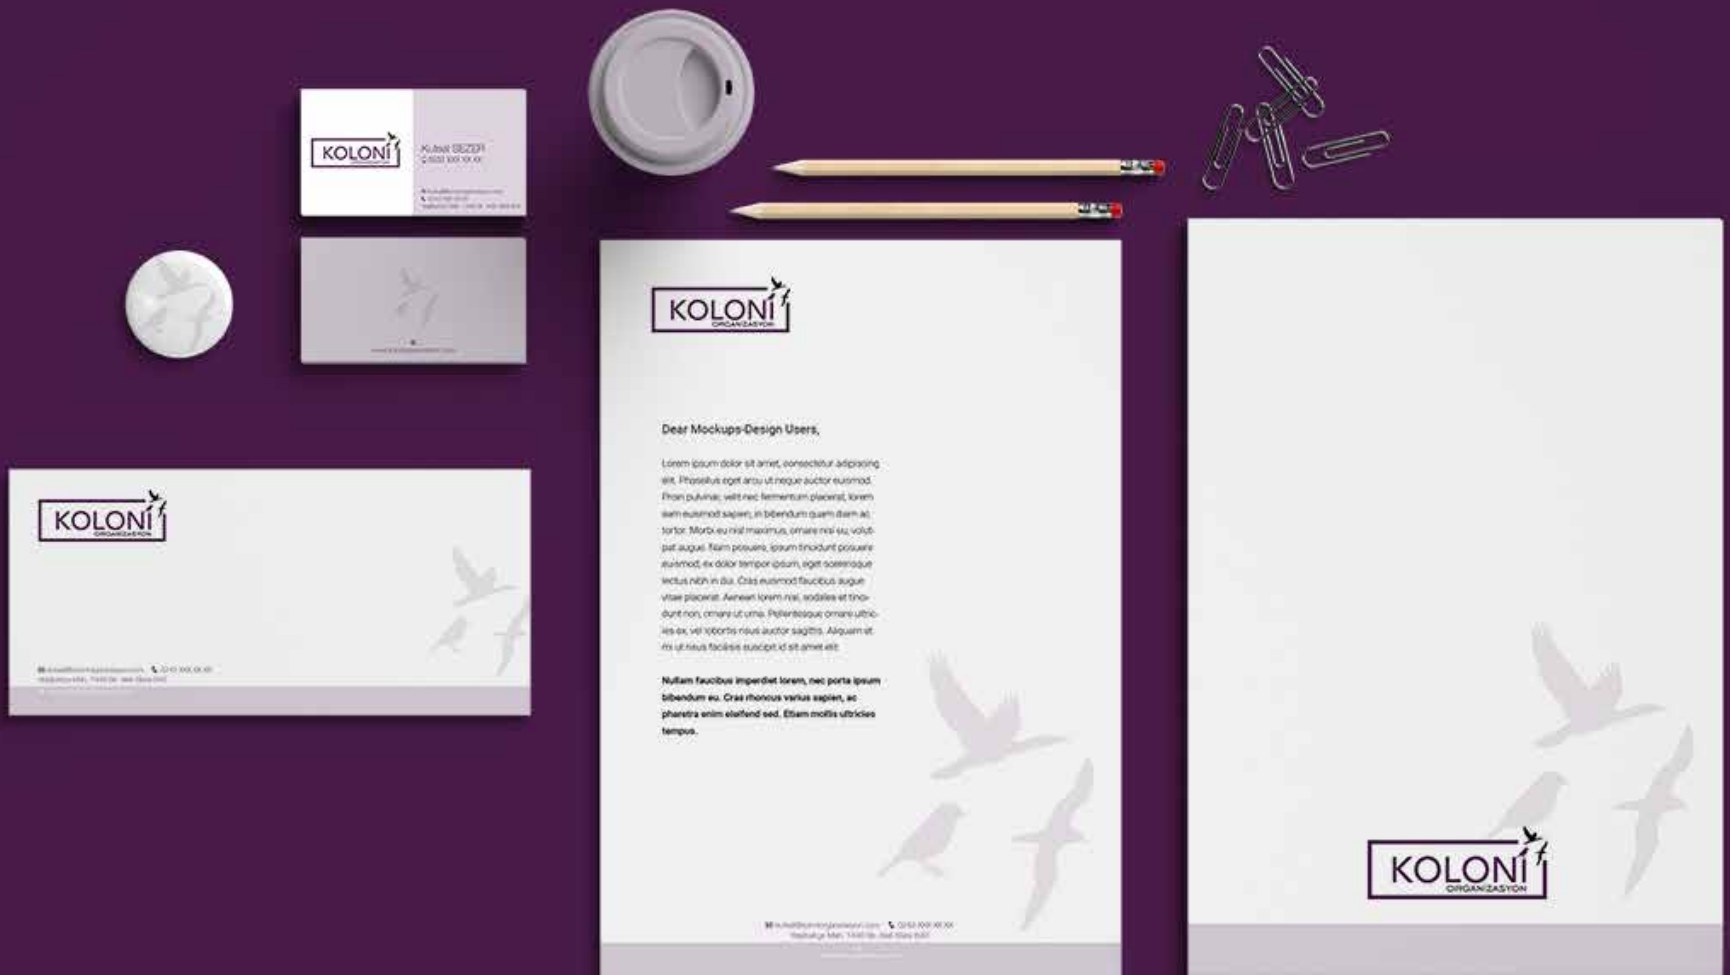 KOLONİ
ORGANİZASYON
Kutsal SEZER
KOLONİ
ORGANİZASYON
KOLONİ
ORGANİZASYON
Dear Mockups-Design Users,
Lorem ipsum dolor sit amet, consectetur adipiscing
elit. Phasellus eget arcu ut neque auctor euismod.
Proin pulvinar, velit nec fermentum placerat, lorem
sem euismod sapien, in bibendum quam diam ac
tortor. Morbi eu nisl maximus, ornare nisi eu, volut-
pat augue. Nam posuere, ipsum tincidunt posuere
euismod, ex dolor tempor ipsum, eget scelerisque
lectus nibh in dui. Cras euismod faucibus augue
vitae placerat. Aenean lorem nisl, sodales et tinci-
dunt non, ornare ut urna. Pellentesque ornare ultric-
ies ex, vel lobortis risus auctor sagittis. Aliquam et
mi ut risus facilisis suscipit id sit amet elit.
Nullam faucibus imperdiet lorem, nec porta ipsum
bibendum eu. Cras rhoncus varius sapien, ac
pharetra enim eleifend sed. Etiam mollis ultricies
tempus.
KOLONİ
ORGANİZASYON